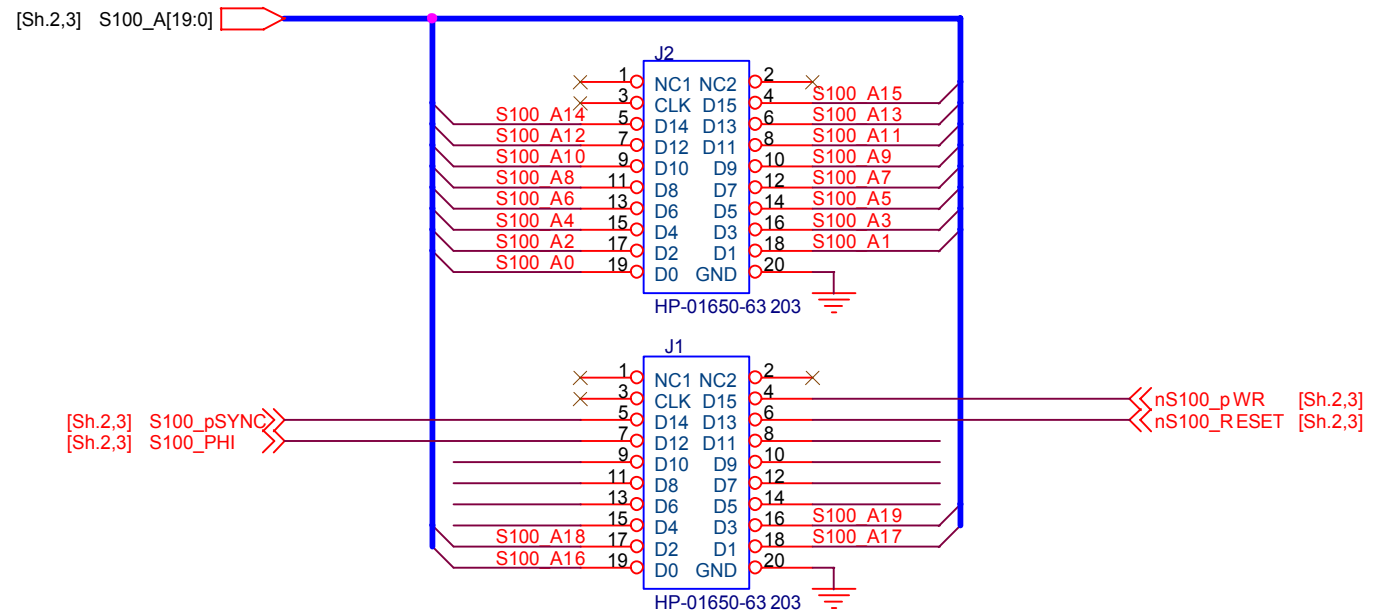 [Sh.2,3] S100_A[19:0]
J2
1 NC1 NC2 2
3 CLK D15 4 S100_A15
S100_A14 5 D14 D13 6 S100_A13
S100_A12 7 D12 D11 8 S100_A11
S100_A10 9 D10 D9 10 S100_A9
S100_A8 11 D8 D7 12 S100_A7
S100_A6 13 D6 D5 14 S100_A5
S100_A4 15 D4 D3 16 S100_A3
S100_A2 17 D2 D1 18 S100_A1
S100_A0 19 D0 GND 20
HP-01650-63203
J1
1 NC1 NC2 2
3 CLK D15 4 nS100_pWR [Sh.2,3]
[Sh.2,3] S100_pSYNC 5 D14 D13 6 nS100_RESET [Sh.2,3]
[Sh.2,3] S100_PHI 7 D12 D11 8
9 D10 D9 10
11 D8 D7 12
13 D6 D5 14
15 D4 D3 16 S100_A19
S100_A18 17 D2 D1 18 S100_A17
S100_A16 19 D0 GND 20
HP-01650-63203